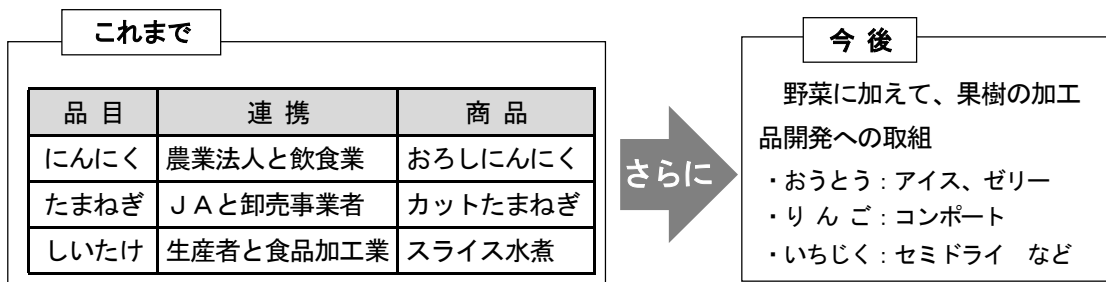 これまで
品目 連携 商品
にんにく 農業法人と飲食業 おろしにんにく
たまねぎ ＪＡと卸売事業者 カットたまねぎ
しいたけ 生産者と食品加工業 スライス水煮
さらに
今後
野菜に加えて、果樹の加工
品開発への取組
・おうとう：アイス、ゼリー
・りんご：コンポート
・いちじく：セミドライ　など